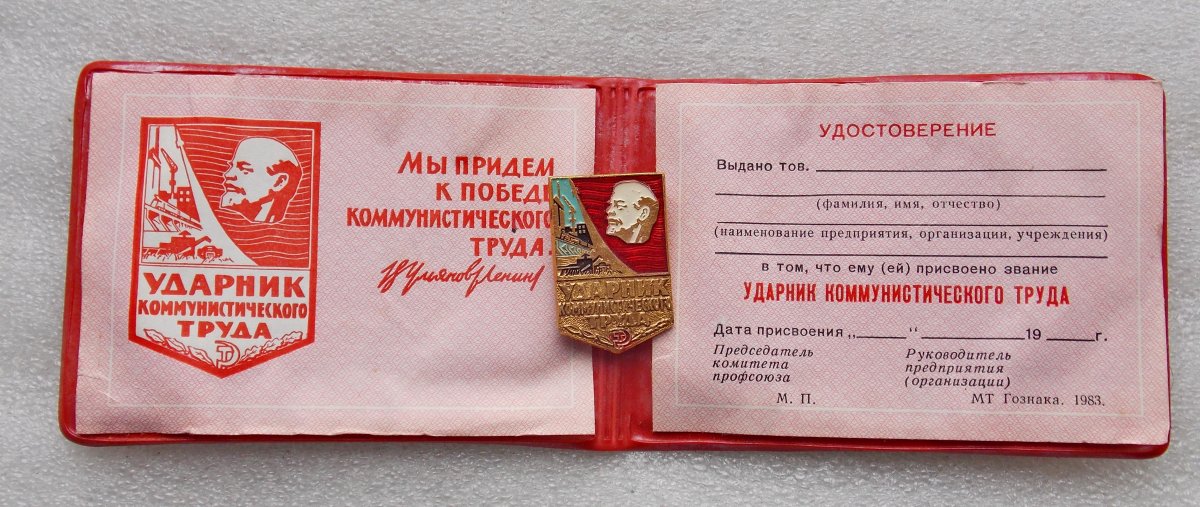 УДАРНИК
КОММУНИСТИЧЕСКОГО
ТРУДА
МЫ ПРИДЕМ
К ПОБЕДЕ
КОММУНИСТИЧЕСКОГО
ТРУДА.
В Ульянов (Ленин)
УДАРНИК
КОММУНИСТИЧЕСКОГО
ТРУДА
УДОСТОВЕРЕНИЕ
Выдано тов.
(фамилия, имя, отчество)
(наименование предприятия, организации, учреждения)
в том, что ему (ей) присвоено звание
УДАРНИК КОММУНИСТИЧЕСКОГО ТРУДА
Дата присвоения „ “ 19 г.
Председатель комитета профсоюза
Руководитель предприятия (организации)
М. П. МТ Гознака. 1983.